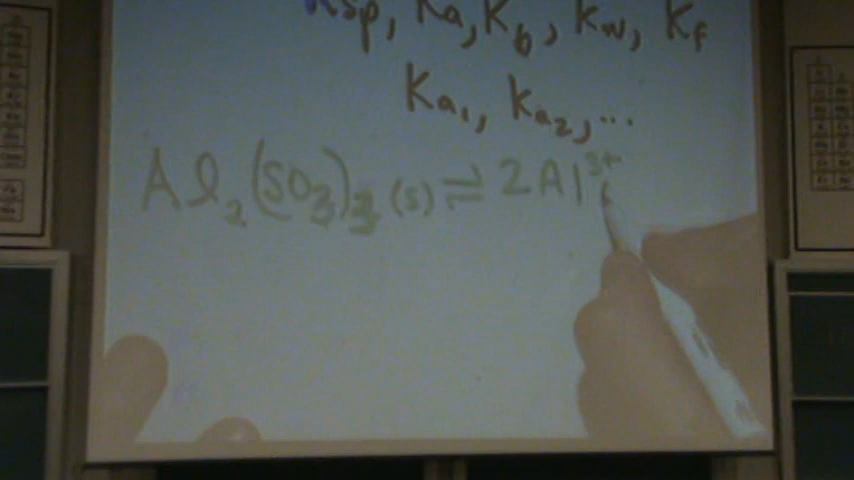 Ksp, Ka, Kb, Kw, Kf
Ka₁, Ka₂, ...
Al₂(SO₃)₃ (s) ⇌ 2Al³⁺ (